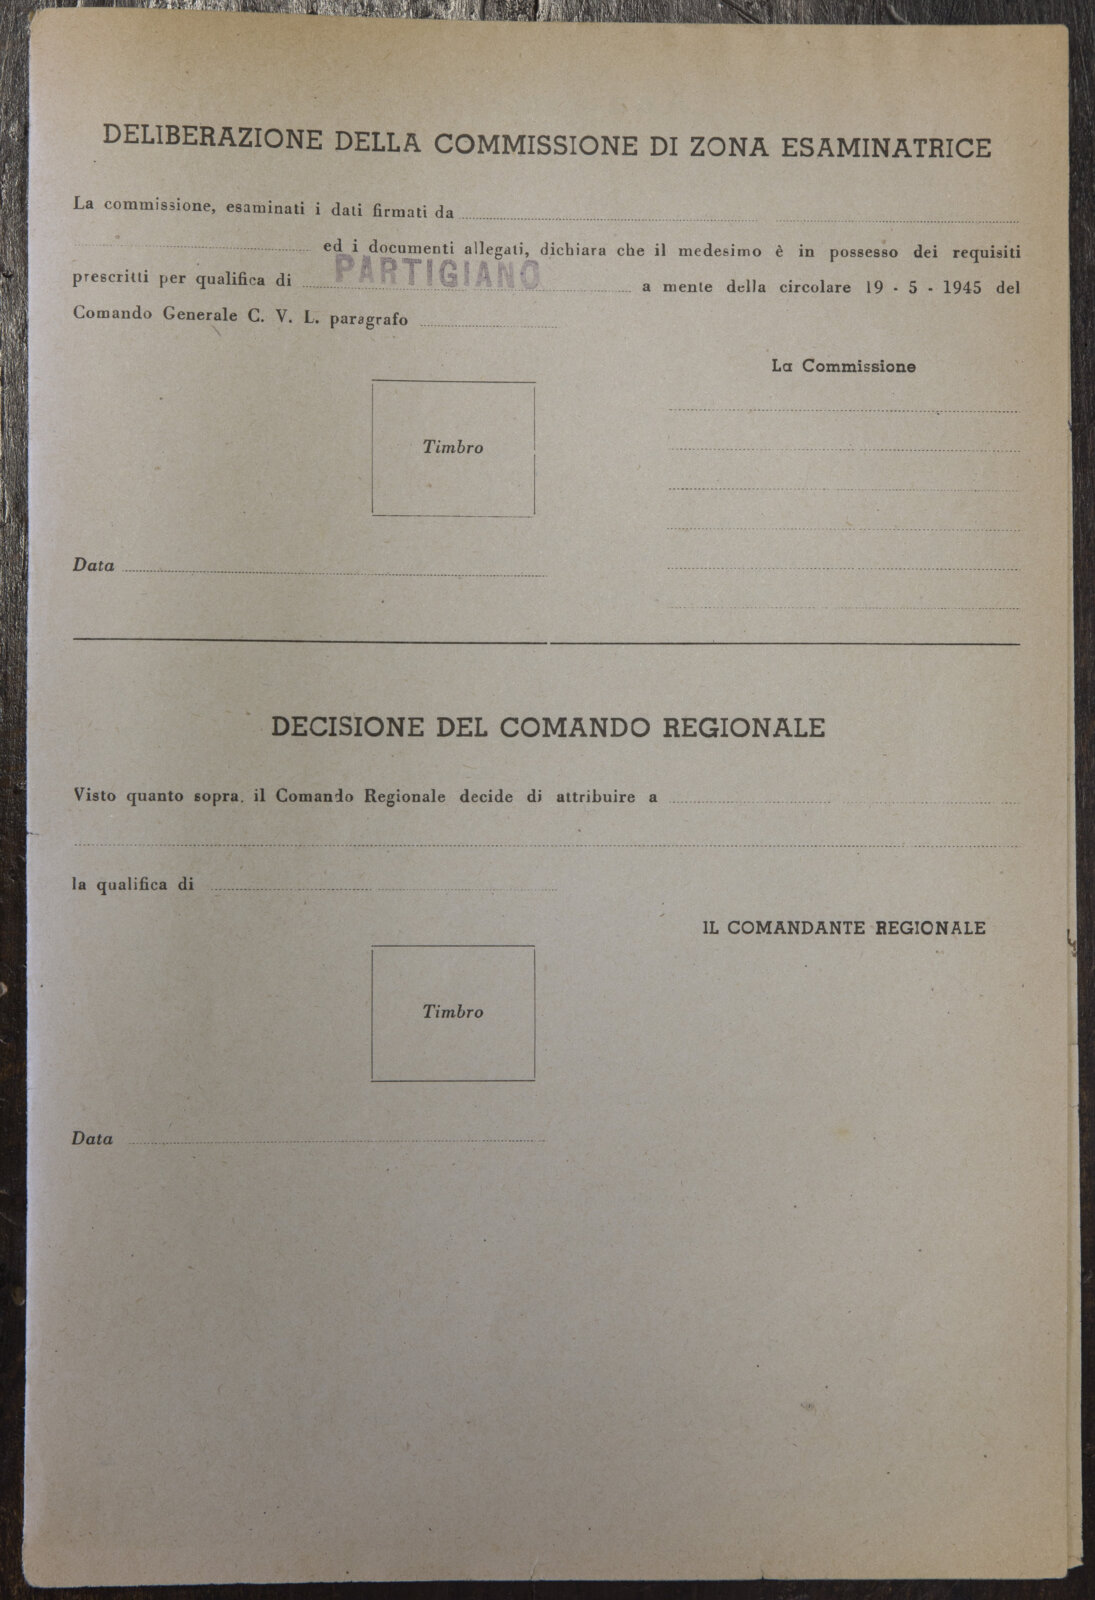 DELIBERAZIONE DELLA COMMISSIONE DI ZONA ESAMINATRICE
La commissione, esaminati i dati firmati da
ed i documenti allegati, dichiara che il medesimo è in possesso dei requisiti
prescritti per qualifica di PARTIGIANO a mente della circolare 19 - 5 - 1945 del
Comando Generale C. V. L. paragrafo
La Commissione
Timbro
Data
DECISIONE DEL COMANDO REGIONALE
Visto quanto sopra, il Comando Regionale decide di attribuire a
la qualifica di
IL COMANDANTE REGIONALE
Timbro
Data